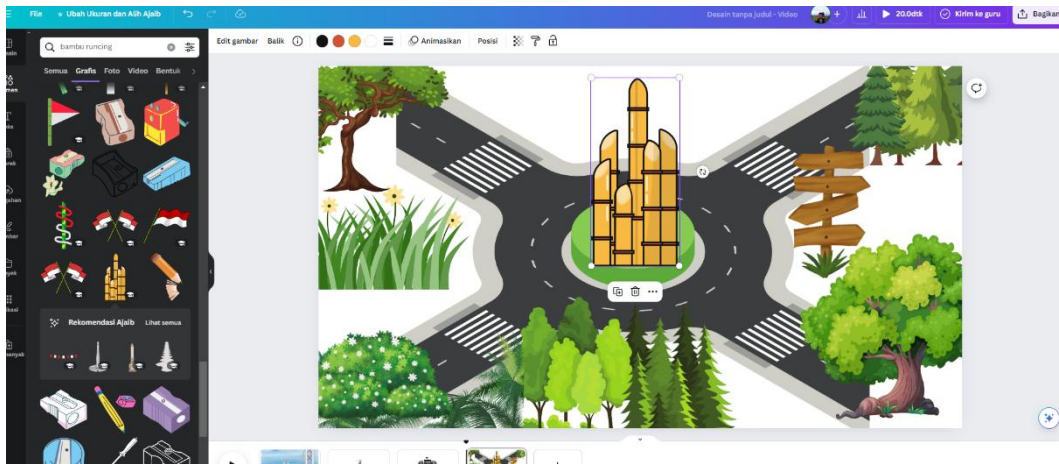 File
Ubah Ukuran dan Alih Ajaib
Desain tanpa judul - Video
20.0dtk
Kirim ke guru
Bagikan
bambu runcing
Edit gambar
Balik
Animasikan
Posisi
Semua
Grafis
Foto
Video
Bentuk
Rekomendasi Ajaib
Lihat semua